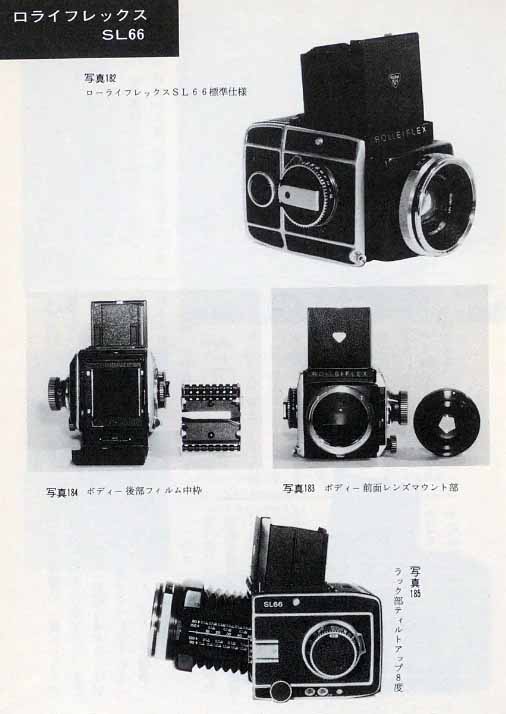 ロライフレックス
SL66
写真182
ローライフレックスSL66標準仕様
ROLLEIFLEX
写真184 ボディー後部フィルム中枠
ROLLEIFLEX
写真183 ボディー前面レンズマウント部
写真185
ラック部ティルトアップ8度
SL66